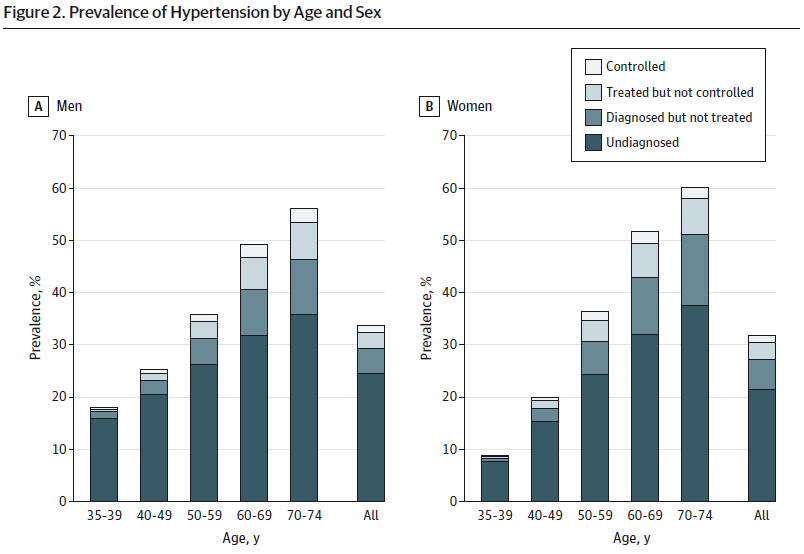 Figure 2. Prevalence of Hypertension by Age and Sex
Controlled
Treated but not controlled
Diagnosed but not treated
Undiagnosed
A Men
70
60
50
40
30
20
10
0
Prevalence, %
35-39 40-49 50-59 60-69 70-74 All
Age, y
B Women
70
60
50
40
30
20
10
0
Prevalence, %
35-39 40-49 50-59 60-69 70-74 All
Age, y